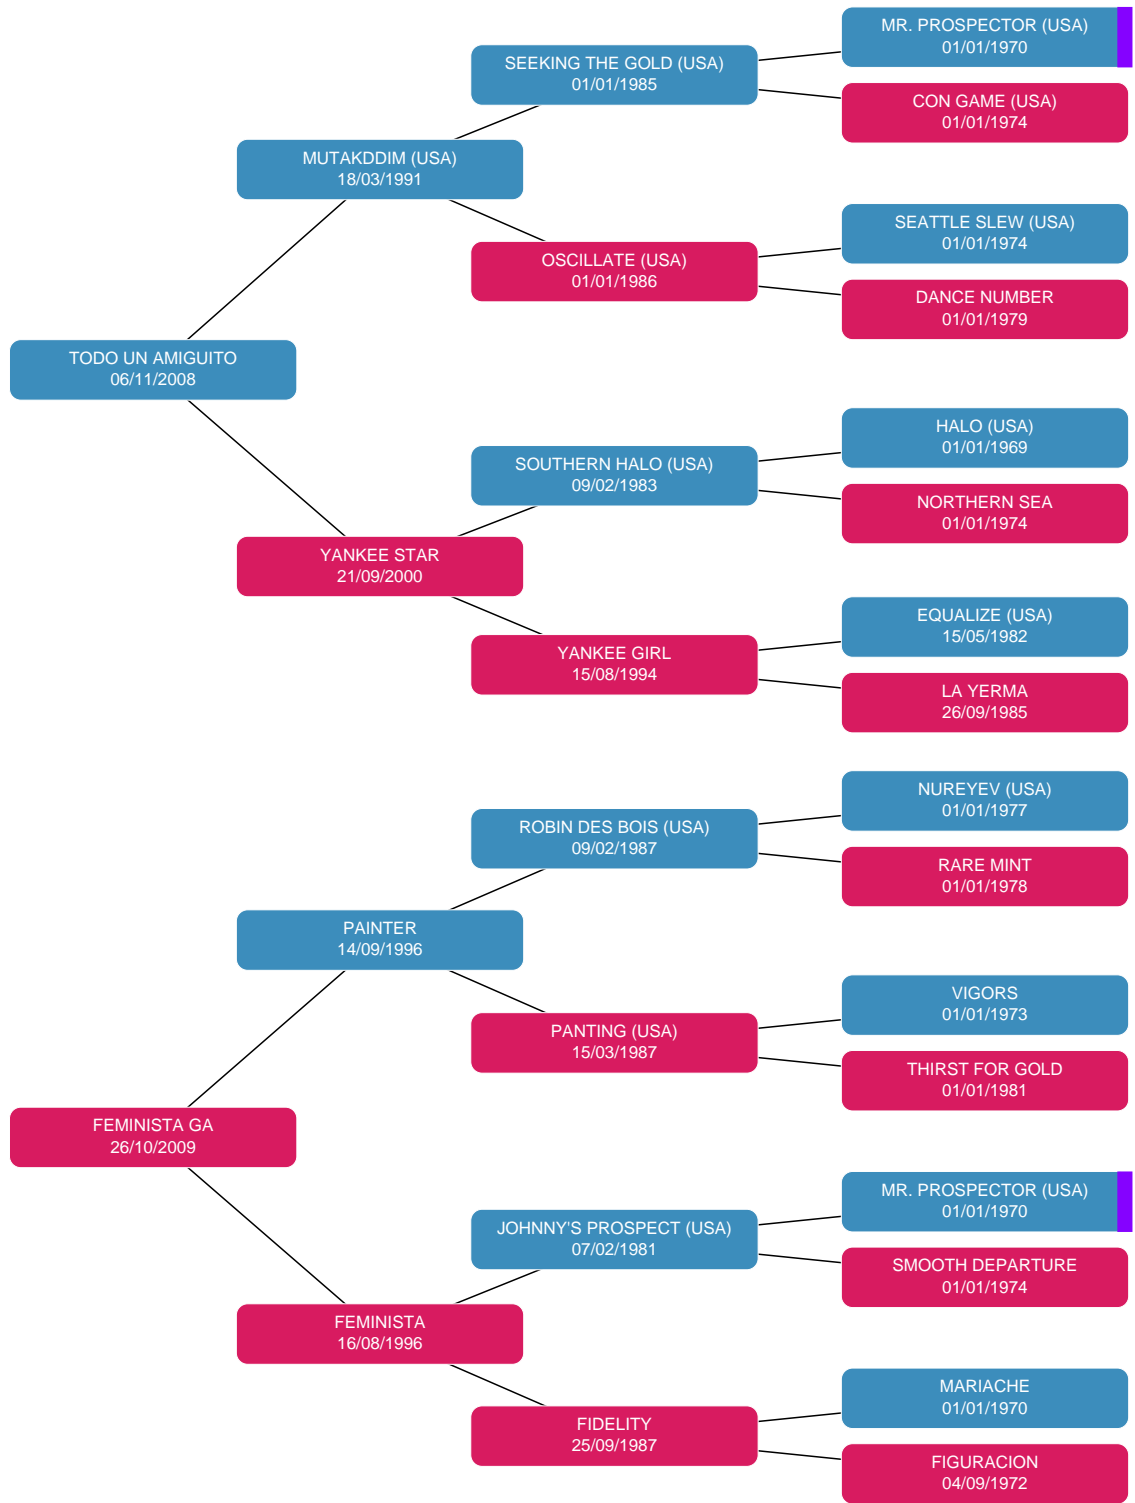 MR. PROSPECTOR (USA)
01/01/1970
SEEKING THE GOLD (USA)
01/01/1985
CON GAME (USA)
01/01/1974
MUTAKDDIM (USA)
18/03/1991
SEATTLE SLEW (USA)
01/01/1974
OSCILLATE (USA)
01/01/1986
DANCE NUMBER
01/01/1979
TODO UN AMIGUITO
06/11/2008
HALO (USA)
01/01/1969
SOUTHERN HALO (USA)
09/02/1983
NORTHERN SEA
01/01/1974
YANKEE STAR
21/09/2000
EQUALIZE (USA)
15/05/1982
YANKEE GIRL
15/08/1994
LA YERMA
26/09/1985
NUREYEV (USA)
01/01/1977
ROBIN DES BOIS (USA)
09/02/1987
RARE MINT
01/01/1978
PAINTER
14/09/1996
VIGORS
01/01/1973
PANTING (USA)
15/03/1987
THIRST FOR GOLD
01/01/1981
FEMINISTA GA
26/10/2009
MR. PROSPECTOR (USA)
01/01/1970
JOHNNY'S PROSPECT (USA)
07/02/1981
SMOOTH DEPARTURE
01/01/1974
FEMINISTA
16/08/1996
MARIACHE
01/01/1970
FIDELITY
25/09/1987
FIGURACION
04/09/1972